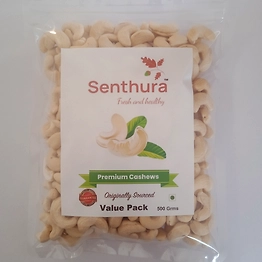 Senthura
Fresh and healthy
Premium Cashews
Originally Sourced
Value Pack
500 Grms